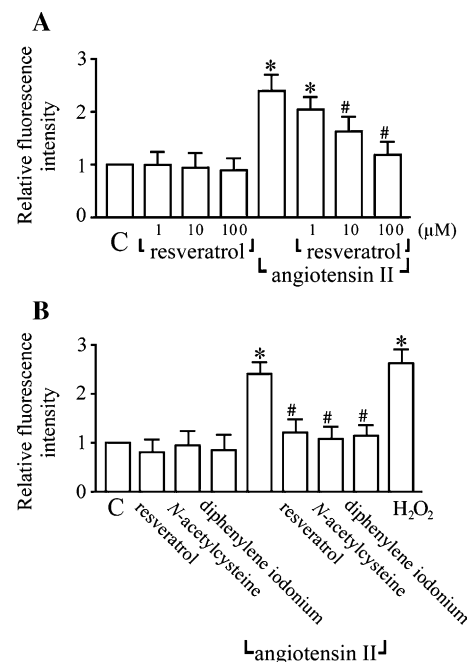 A
Relative fluorescence
intensity
3
2
1
0
* * # #
C 1 10 100 1 10 100 (µM)
resveratrol resveratrol
angiotensin II
B
Relative fluorescence
intensity
3
2
1
0
* # # # *
C resveratrol N-acetylcysteine diphenylene iodonium resveratrol N-acetylcysteine diphenylene iodonium H₂O₂
angiotensin II